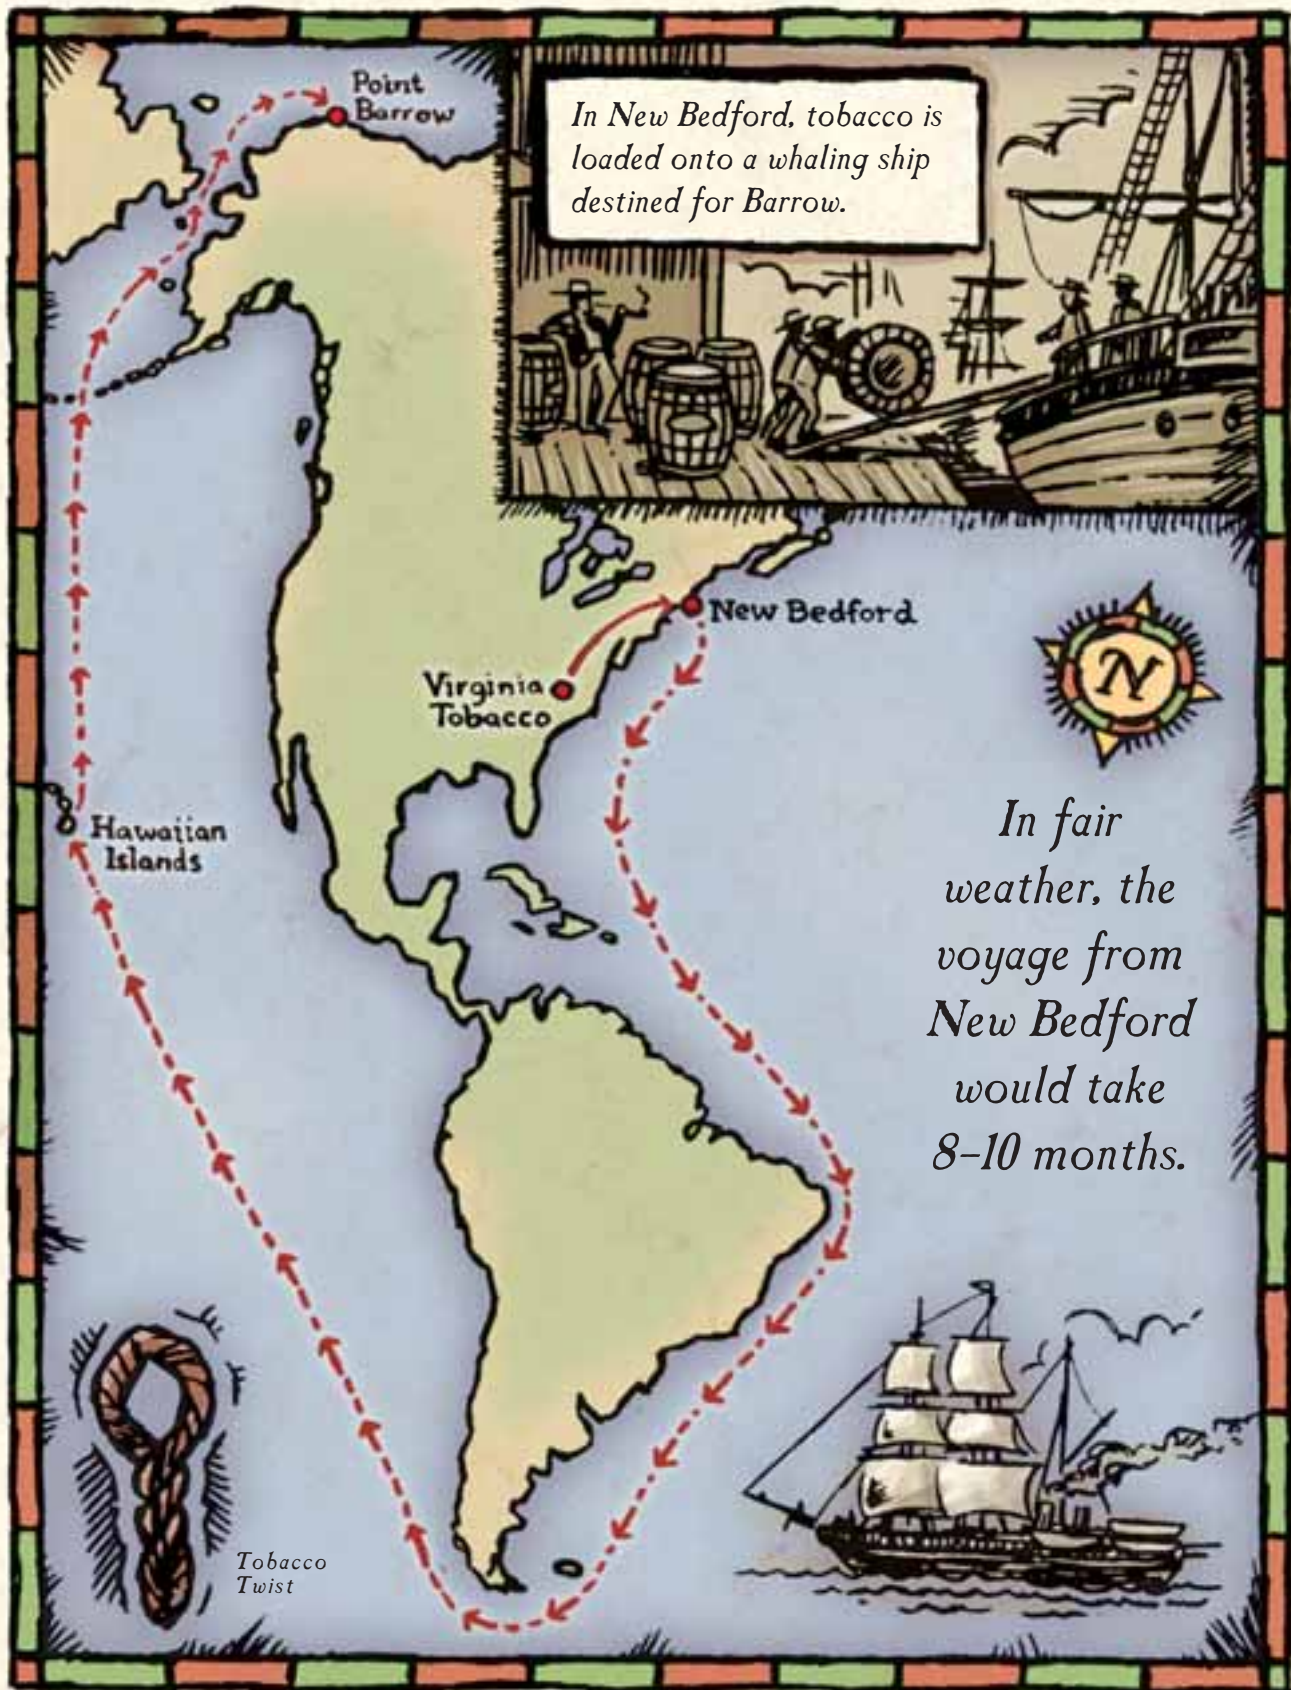 Point
Barrow
In New Bedford, tobacco is
loaded onto a whaling ship
destined for Barrow.
New Bedford
Virginia
Tobacco
N
Hawaiian
Islands
In fair
weather, the
voyage from
New Bedford
would take
8–10 months.
Tobacco
Twist